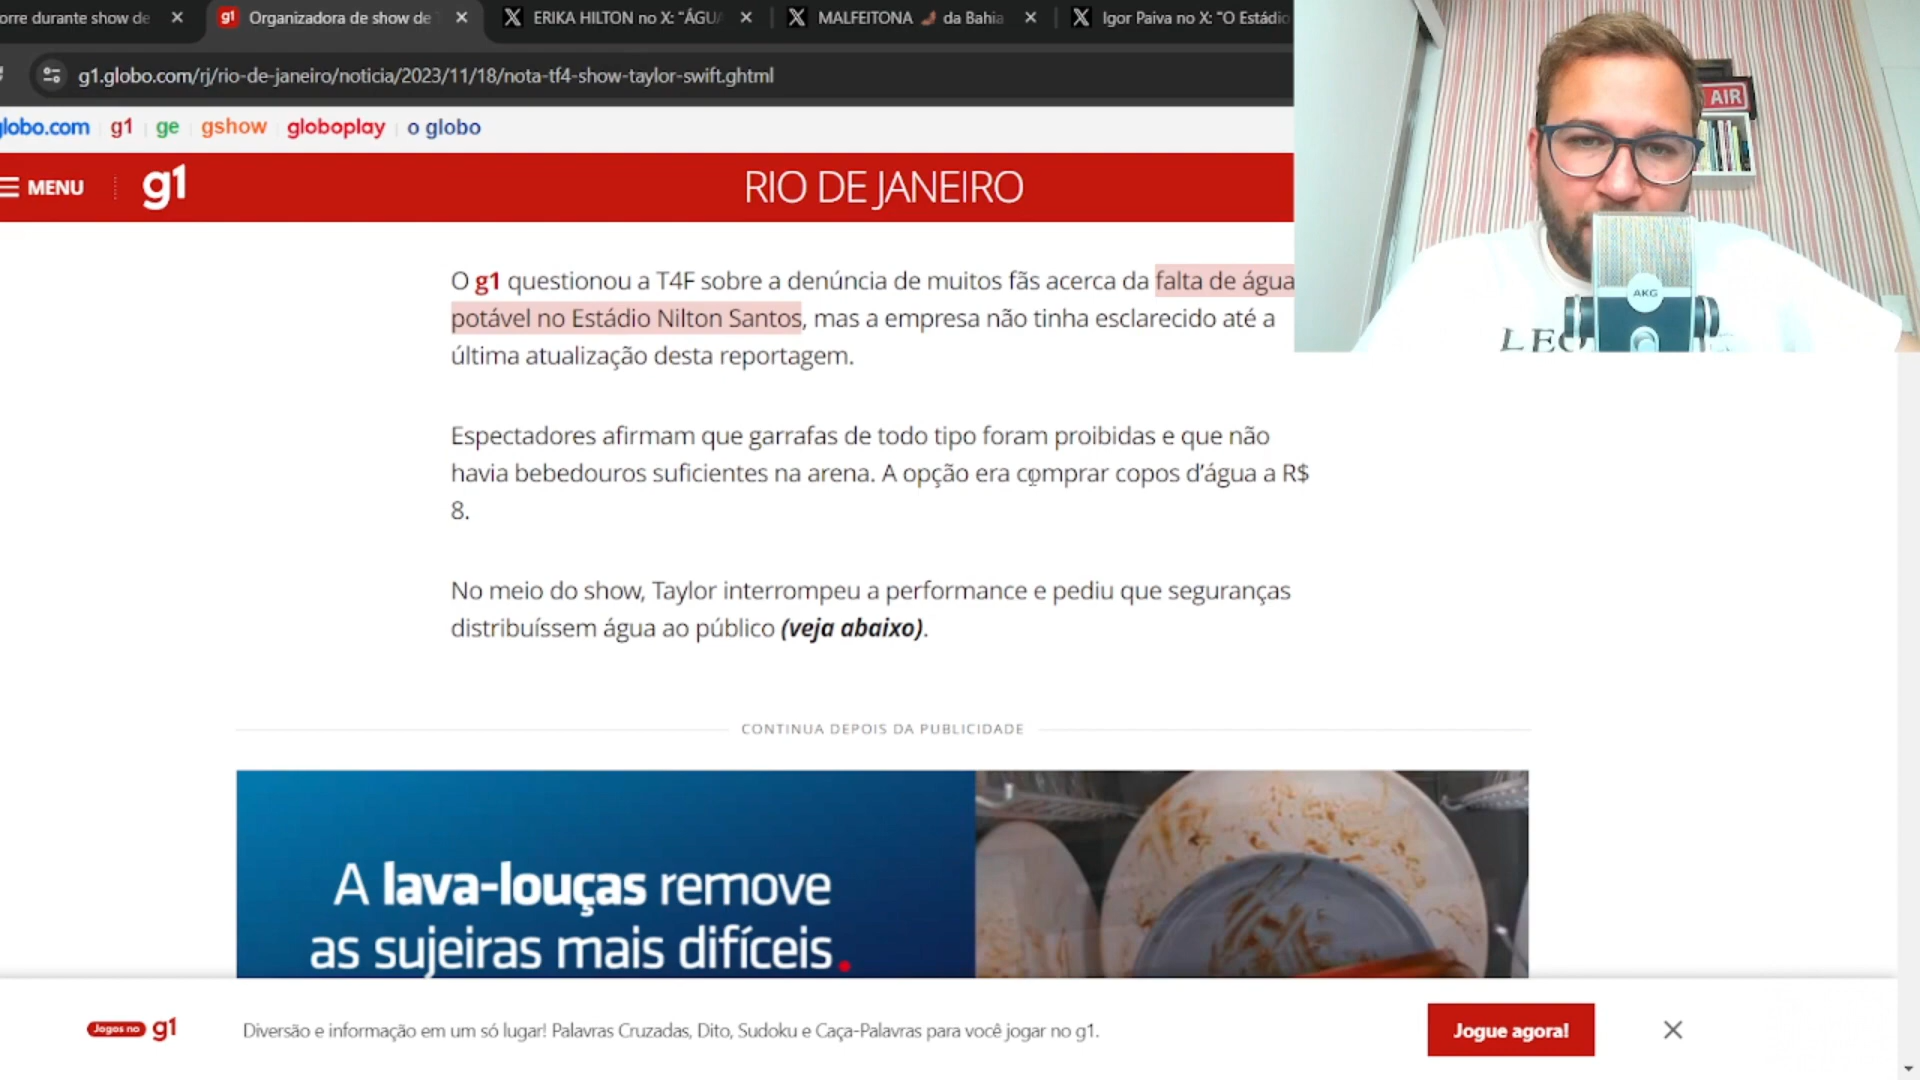 orre durante show de
g1 Organizadora de show de T
ERIKA HILTON no X: "ÁGUA
MALFEITONA da Bahia
Igor Paiva no X: "O Estádio
g1.globo.com/rj/rio-de-janeiro/noticia/2023/11/18/nota-tf4-show-taylor-swift.ghtml
globo.com g1 ge gshow globoplay o globo
MENU g1 RIO DE JANEIRO
AIR
AKG
LEO
O g1 questionou a T4F sobre a denúncia de muitos fãs acerca da falta de água
potável no Estádio Nilton Santos, mas a empresa não tinha esclarecido até a
última atualização desta reportagem.
Espectadores afirmam que garrafas de todo tipo foram proibidas e que não
havia bebedouros suficientes na arena. A opção era comprar copos d'água a R$
8.
No meio do show, Taylor interrompeu a performance e pediu que seguranças
distribuíssem água ao público (veja abaixo).
CONTINUA DEPOIS DA PUBLICIDADE
A lava-louças remove
as sujeiras mais difíceis.
Jogos no g1 Diversão e informação em um só lugar! Palavras Cruzadas, Dito, Sudoku e Caça-Palavras para você jogar no g1. Jogue agora!